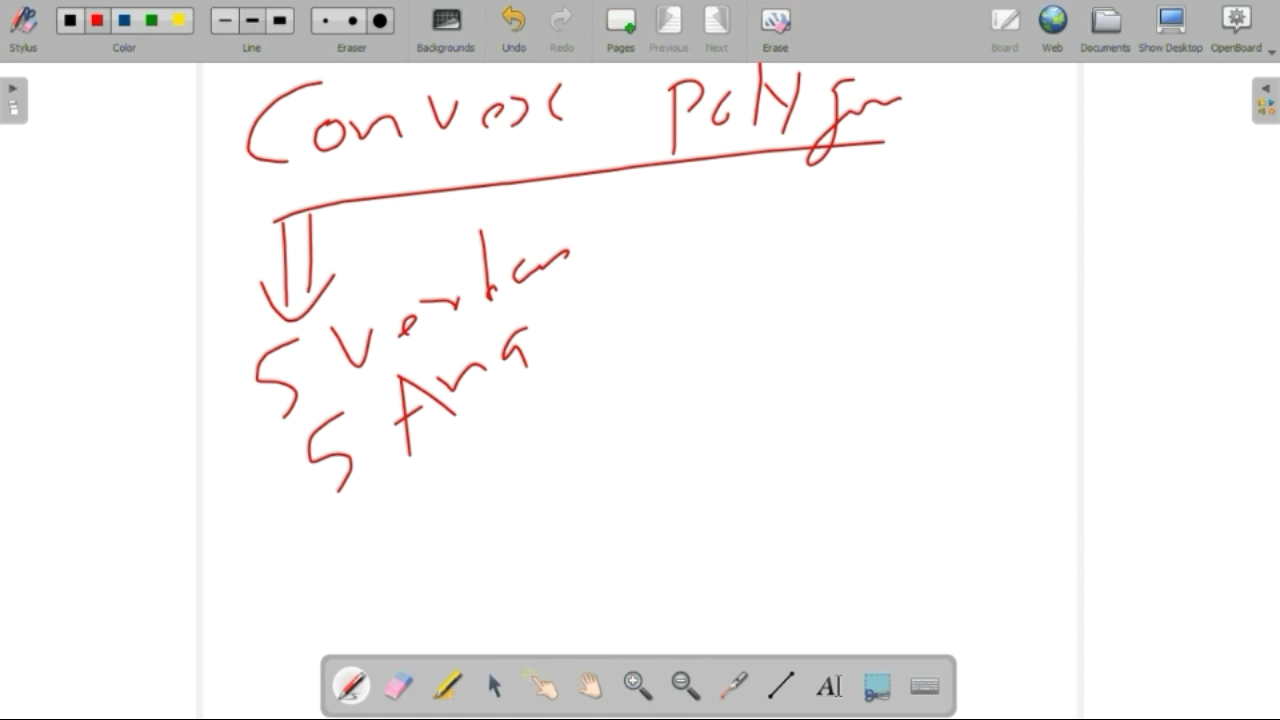 Stylus Color Line Eraser Backgrounds Undo Redo Pages Previous Next Erase Board Web Documents Show Desktop OpenBoard
Convex Polygon
5 Vertices
5 Ang